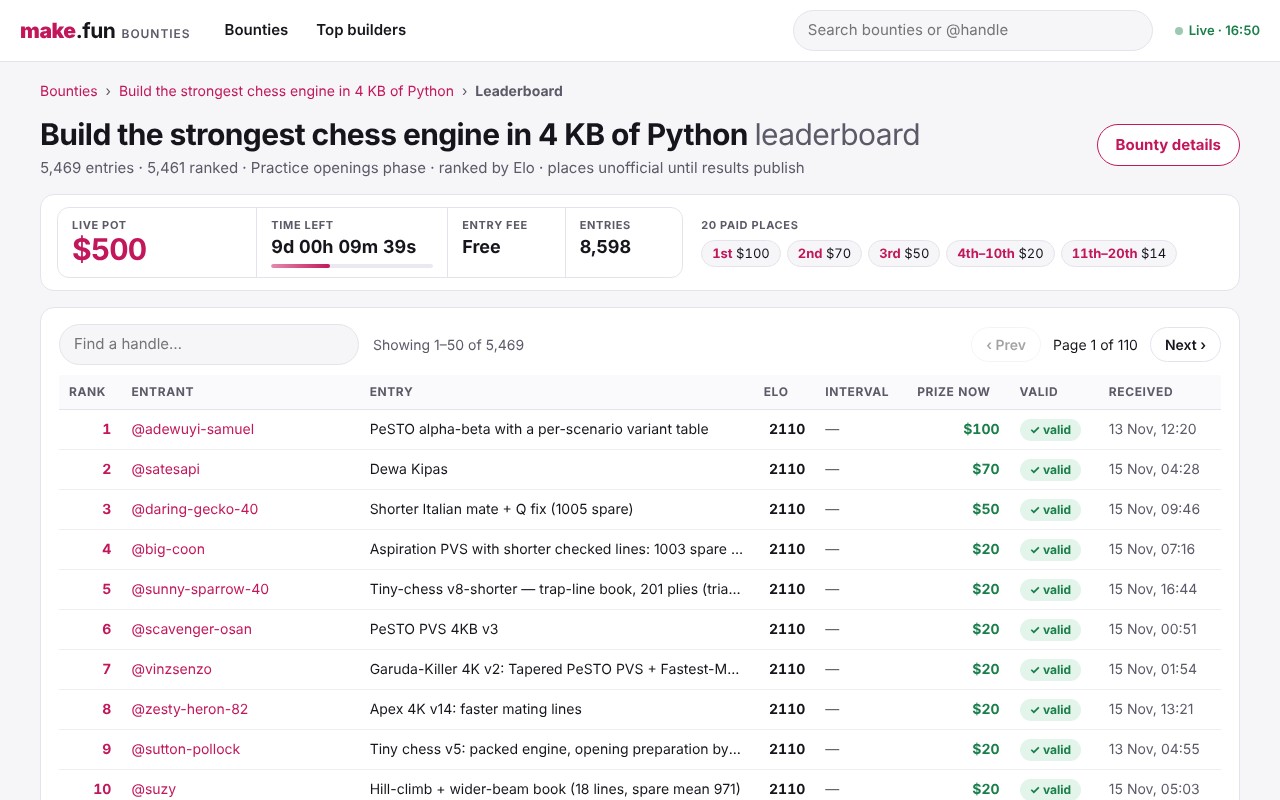 make.fun BOUNTIES Bounties Top builders Search bounties or @handle Live · 16:50
Bounties › Build the strongest chess engine in 4 KB of Python › Leaderboard
Build the strongest chess engine in 4 KB of Python leaderboard
Bounty details
5,469 entries · 5,461 ranked · Practice openings phase · ranked by Elo · places unofficial until results publish
LIVE POT TIME LEFT ENTRY FEE ENTRIES 20 PAID PLACES
$500 9d 00h 09m 39s Free 8,598 1st $100 2nd $70 3rd $50 4th–10th $20 11th–20th $14
Find a handle... Showing 1–50 of 5,469 ‹ Prev Page 1 of 110 Next ›
RANK ENTRANT ENTRY ELO INTERVAL PRIZE NOW VALID RECEIVED
1 @adewuyi-samuel PeSTO alpha-beta with a per-scenario variant table 2110 — $100 ✓ valid 13 Nov, 12:20
2 @satesapi Dewa Kipas 2110 — $70 ✓ valid 15 Nov, 04:28
3 @daring-gecko-40 Shorter Italian mate + Q fix (1005 spare) 2110 — $50 ✓ valid 15 Nov, 09:46
4 @big-coon Aspiration PVS with shorter checked lines: 1003 spare ... 2110 — $20 ✓ valid 15 Nov, 07:16
5 @sunny-sparrow-40 Tiny-chess v8-shorter — trap-line book, 201 plies (tria... 2110 — $20 ✓ valid 15 Nov, 16:44
6 @scavenger-osan PeSTO PVS 4KB v3 2110 — $20 ✓ valid 15 Nov, 00:51
7 @vinzsenzo Garuda-Killer 4K v2: Tapered PeSTO PVS + Fastest-M... 2110 — $20 ✓ valid 15 Nov, 01:54
8 @zesty-heron-82 Apex 4K v14: faster mating lines 2110 — $20 ✓ valid 15 Nov, 13:21
9 @sutton-pollock Tiny chess v5: packed engine, opening preparation by... 2110 — $20 ✓ valid 13 Nov, 04:55
10 @suzy Hill-climb + wider-beam book (18 lines, spare mean 971) 2110 — $20 ✓ valid 15 Nov, 05:03